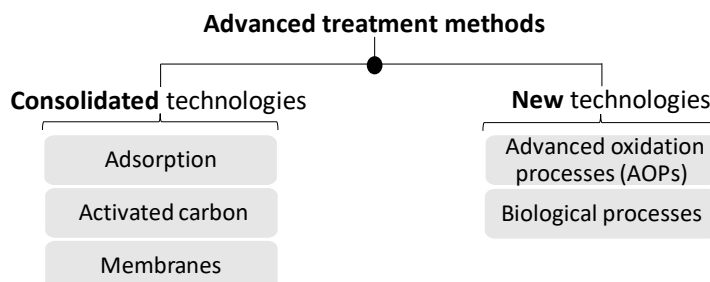 Advanced treatment methods
Consolidated technologies
Adsorption
Activated carbon
Membranes
New technologies
Advanced oxidation
processes (AOPs)
Biological processes